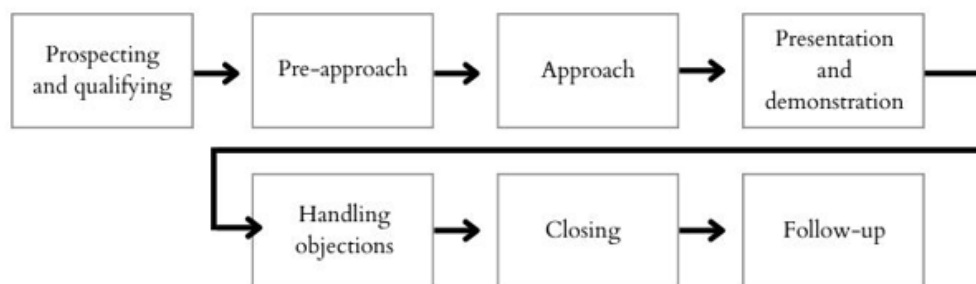 Prospecting
and qualifying
Pre-approach
Approach
Presentation
and
demonstration
Handling
objections
Closing
Follow-up